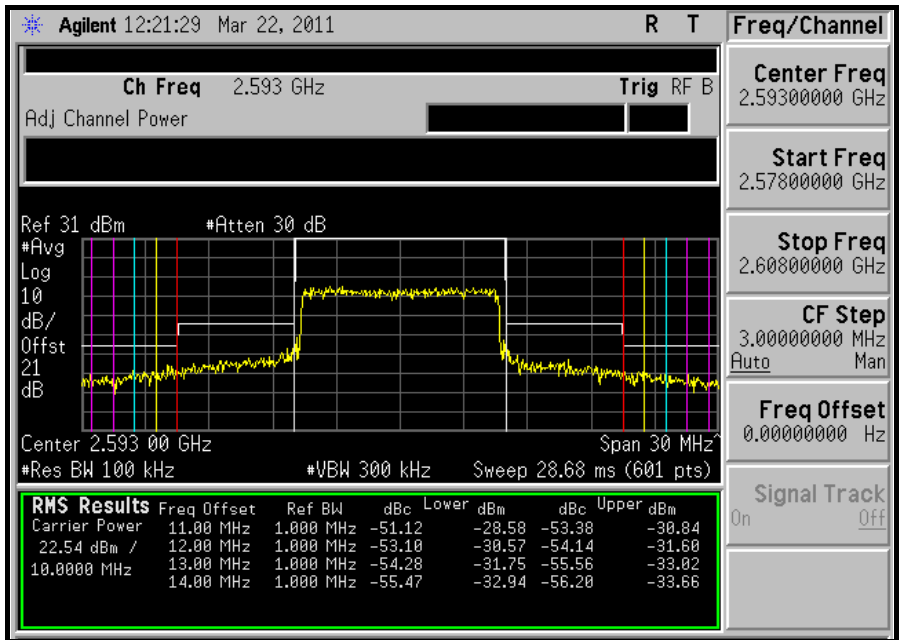 Agilent 12:21:29 Mar 22, 2011 R T
Freq/Channel
Ch Freq 2.593 GHz Trig RF B
Adj Channel Power
Center Freq
2.59300000 GHz
Start Freq
2.57800000 GHz
Stop Freq
2.60800000 GHz
CF Step
3.00000000 MHz
Auto Man
Freq Offset
0.00000000 Hz
Signal Track
On Off
Ref 31 dBm #Atten 30 dB
#Avg
Log
10
dB/
Offst
21
dB
Center 2.593 00 GHz Span 30 MHz^
#Res BW 100 kHz #VBW 300 kHz Sweep 28.68 ms (601 pts)
RMS Results Freq Offset Ref BW dBc Lower dBm dBc Upper dBm
Carrier Power 11.00 MHz 1.000 MHz -51.12 -28.58 -53.38 -30.84
22.54 dBm / 12.00 MHz 1.000 MHz -53.10 -30.57 -54.14 -31.60
10.0000 MHz 13.00 MHz 1.000 MHz -54.28 -31.75 -55.56 -33.02
14.00 MHz 1.000 MHz -55.47 -32.94 -56.20 -33.66